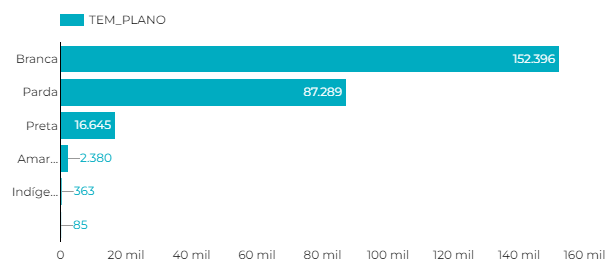 TEM_PLANO
Branca 152.396
Parda 87.289
Preta 16.645
Amar... 2.380
Indíge... 363
85
0 20 mil 40 mil 60 mil 80 mil 100 mil 120 mil 140 mil 160 mil